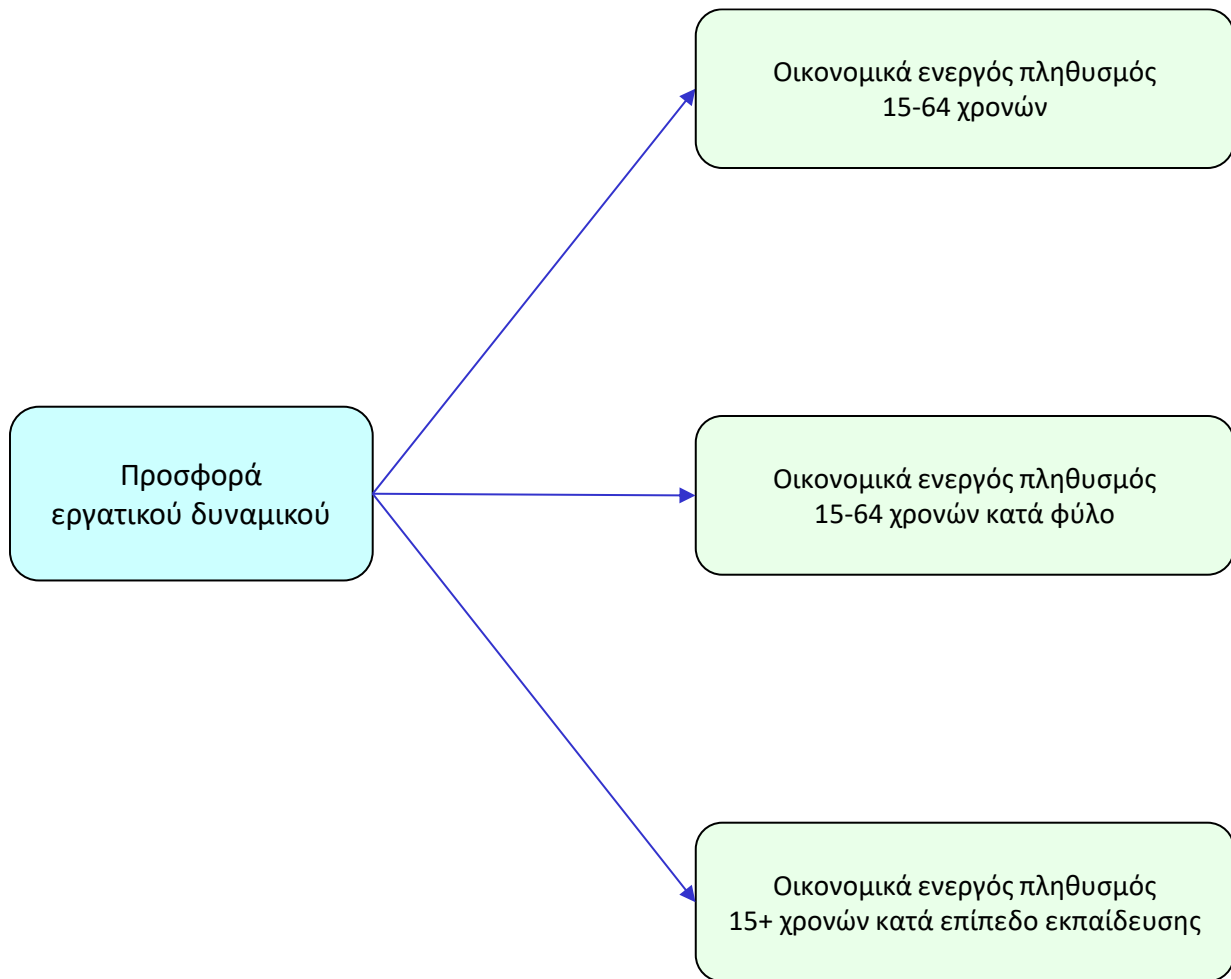 Οικονομικά ενεργός πληθυσμός
15-64 χρονών
Προσφορά
εργατικού δυναμικού
Οικονομικά ενεργός πληθυσμός
15-64 χρονών κατά φύλο
Οικονομικά ενεργός πληθυσμός
15+ χρονών κατά επίπεδο εκπαίδευσης